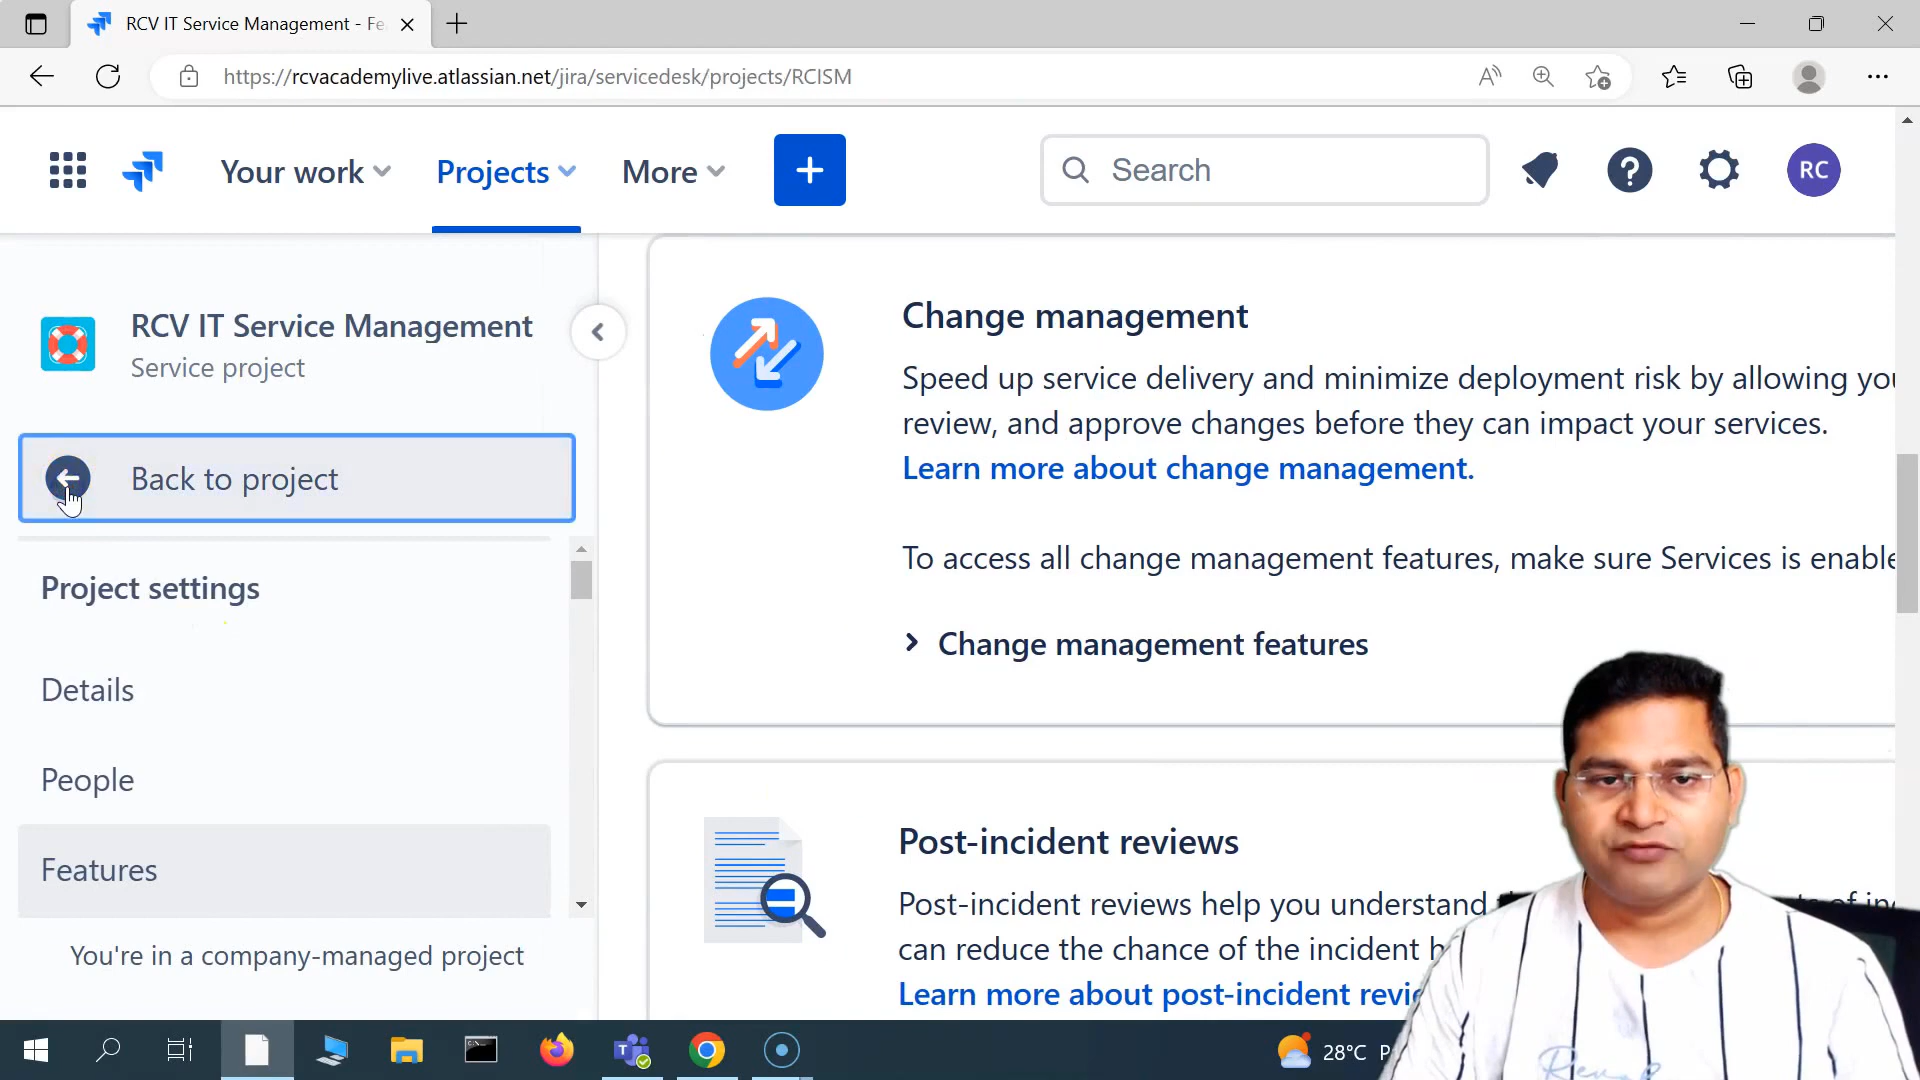 RCV IT Service Management - Fe
https://rcvacademylive.atlassian.net/jira/servicedesk/projects/RCISM
Your work
Projects
More
Search
RC
RCV IT Service Management
Service project
Back to project
Project settings
Details
People
Features
You're in a company-managed project
Change management
Speed up service delivery and minimize deployment risk by allowing you
review, and approve changes before they can impact your services.
Learn more about change management.
To access all change management features, make sure Services is enable
Change management features
Post-incident reviews
Post-incident reviews help you understand
can reduce the chance of the incident
Learn more about post-incident
28°C